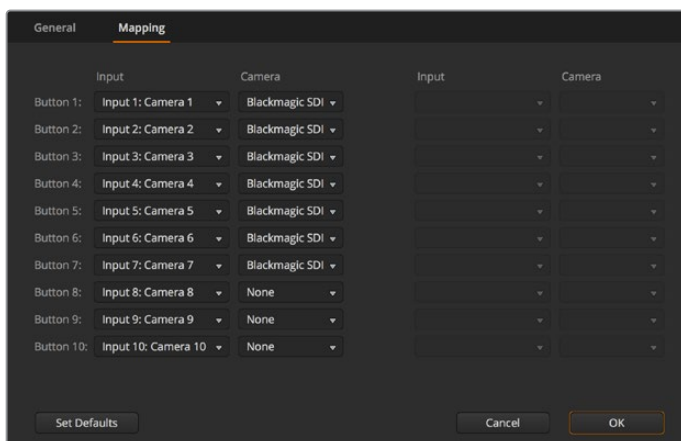 General Mapping
Input Camera Input Camera
Button 1: Input 1: Camera 1 Blackmagic SDI
Button 2: Input 2: Camera 2 Blackmagic SDI
Button 3: Input 3: Camera 3 Blackmagic SDI
Button 4: Input 4: Camera 4 Blackmagic SDI
Button 5: Input 5: Camera 5 Blackmagic SDI
Button 6: Input 6: Camera 6 Blackmagic SDI
Button 7: Input 7: Camera 7 Blackmagic SDI
Button 8: Input 8: Camera 8 None
Button 9: Input 9: Camera 9 None
Button 10: Input 10: Camera 10 None
Set Defaults Cancel OK